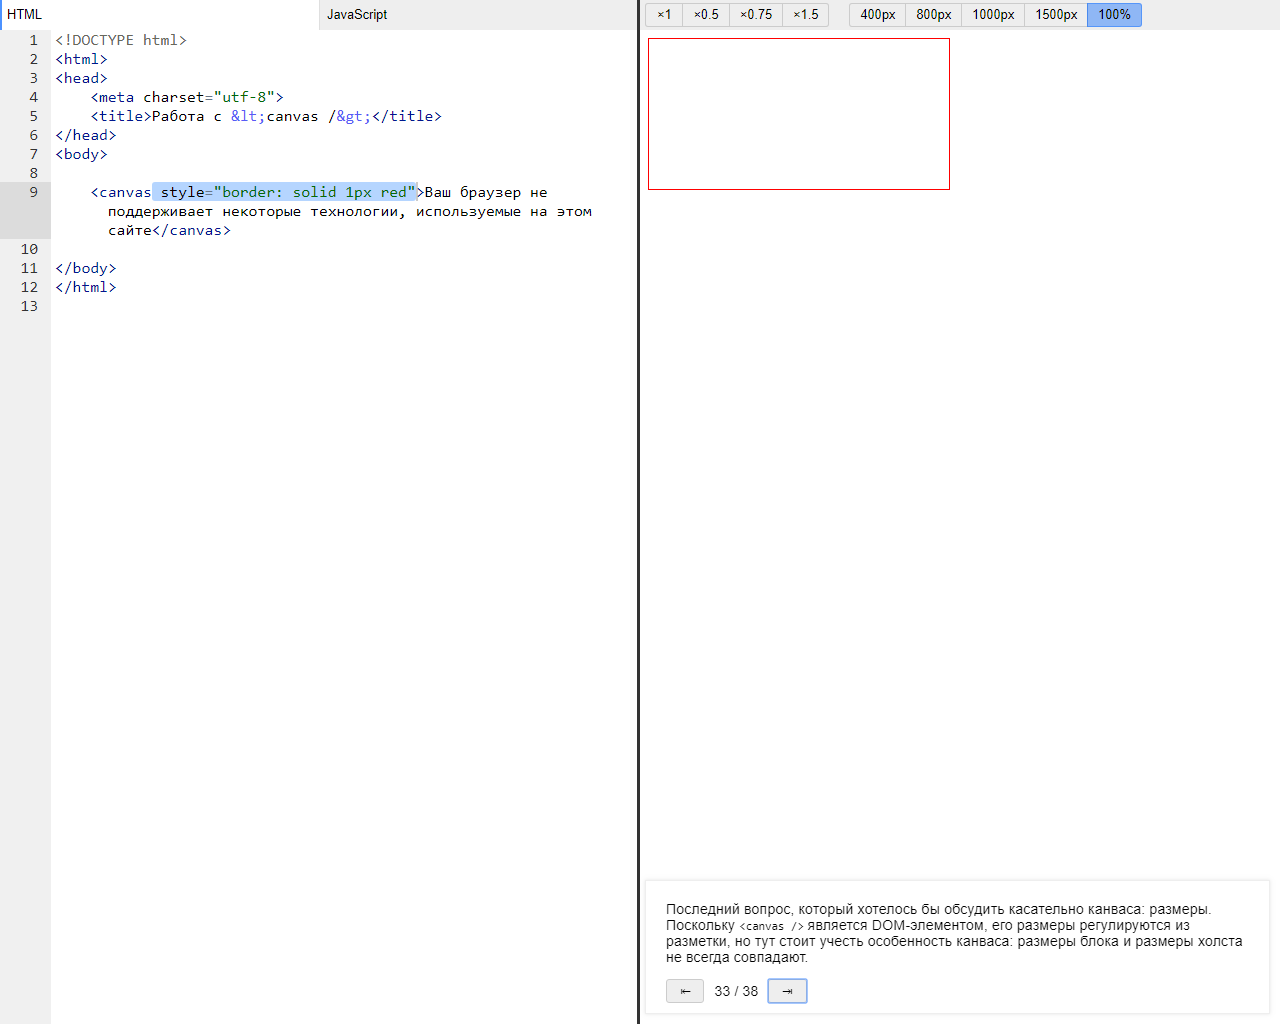 HTML
JavaScript
×1
×0.5
×0.75
×1.5
400px
800px
1000px
1500px
100%
1 <!DOCTYPE html>
2 <html>
3 <head>
4 <meta charset="utf-8">
5 <title>Работа с &lt;canvas /&gt;</title>
6 </head>
7 <body>
8
9 <canvas style="border: solid 1px red">Ваш браузер не
поддерживает некоторые технологии, используемые на этом
сайте</canvas>
10
11 </body>
12 </html>
13
Последний вопрос, который хотелось бы обсудить касательно канваса: размеры.
Поскольку <canvas /> является DOM-элементом, его размеры регулируются из
разметки, но тут стоит учесть особенность канваса: размеры блока и размеры холста
не всегда совпадают.
⇤ 33 / 38 ⇥